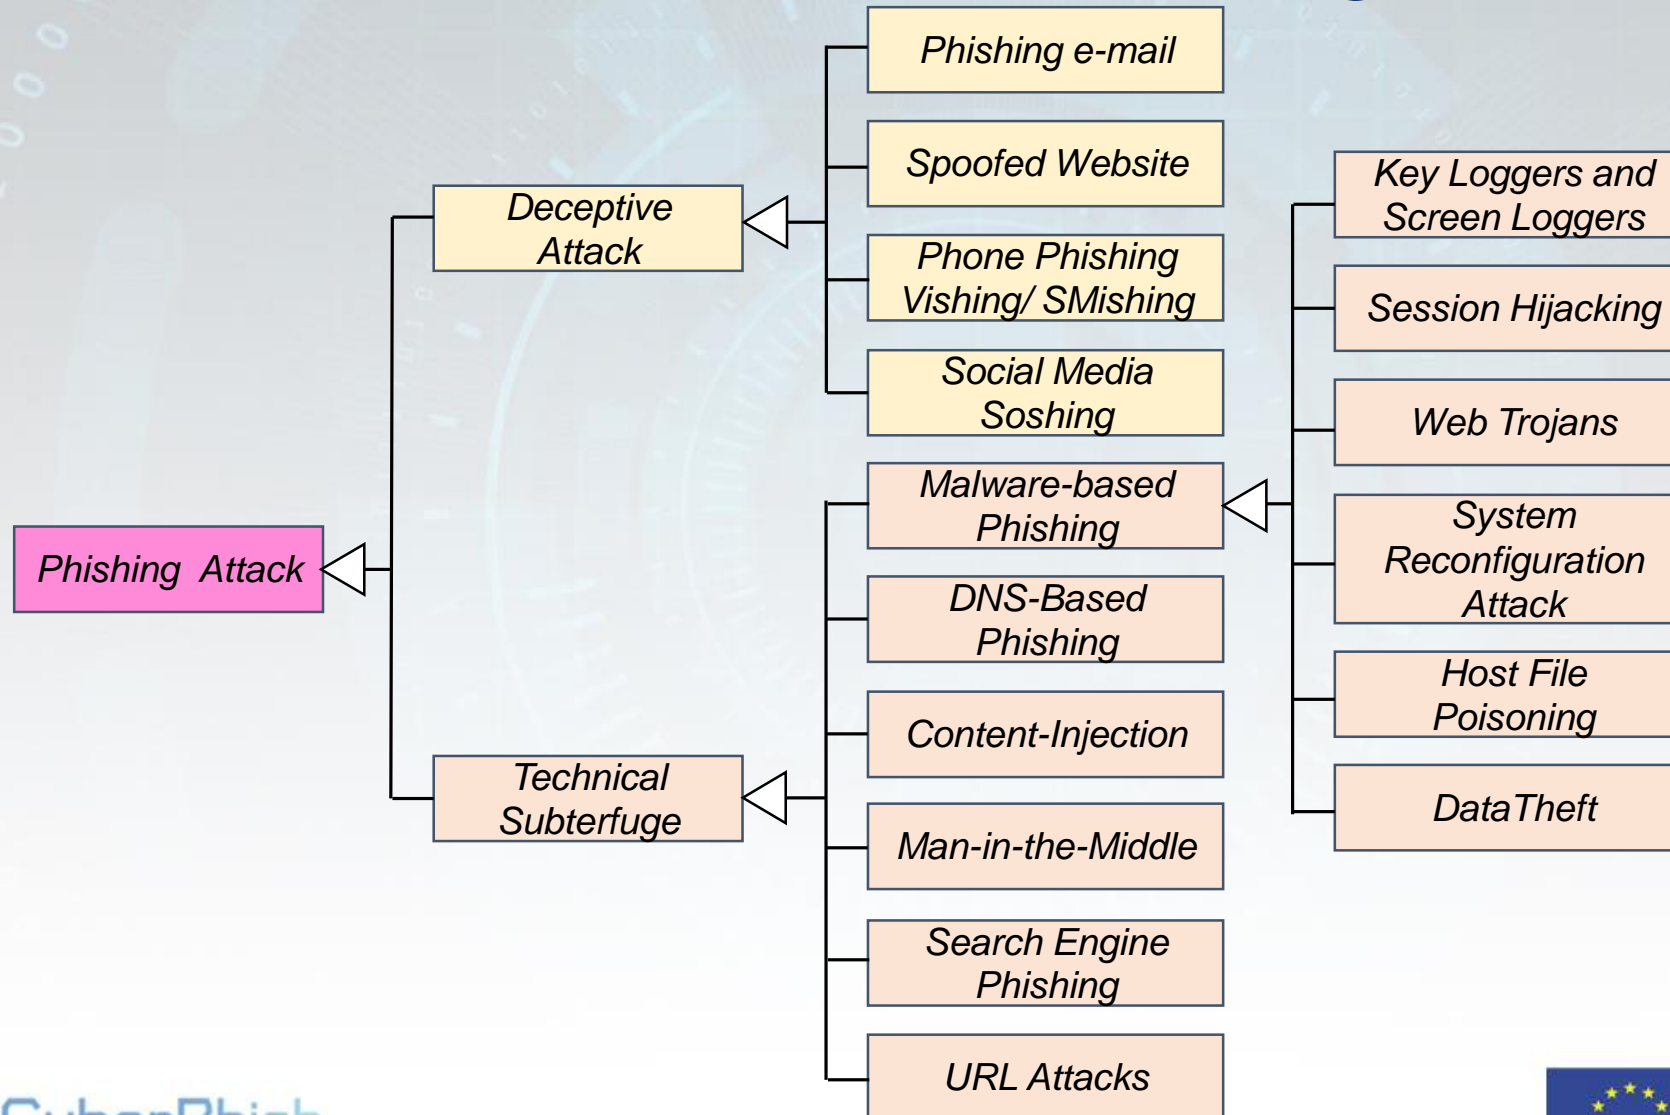 Phishing e-mail
Spoofed Website
Phone Phishing
Vishing/ SMishing
Social Media
Soshing
Deceptive
Attack
Phishing Attack
Technical
Subterfuge
Malware-based
Phishing
DNS-Based
Phishing
Content-Injection
Man-in-the-Middle
Search Engine
Phishing
URL Attacks
Key Loggers and
Screen Loggers
Session Hijacking
Web Trojans
System
Reconfiguration
Attack
Host File
Poisoning
DataTheft
CyberPhish